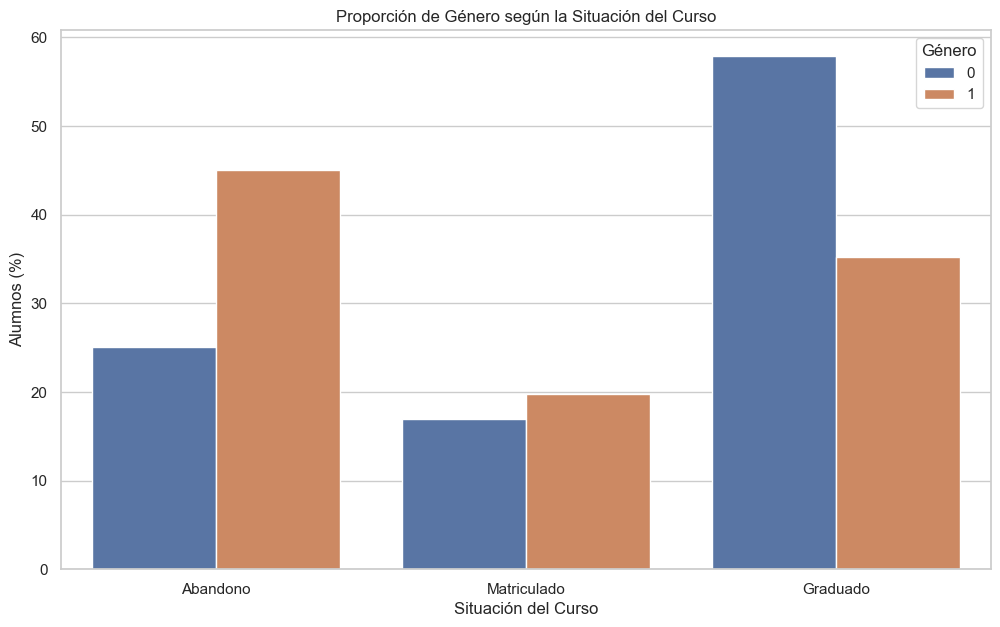 Proporción de Género según la Situación del Curso
Género
0
1
Alumnos (%)
60
50
40
30
20
10
0
Abandono
Matriculado
Graduado
Situación del Curso